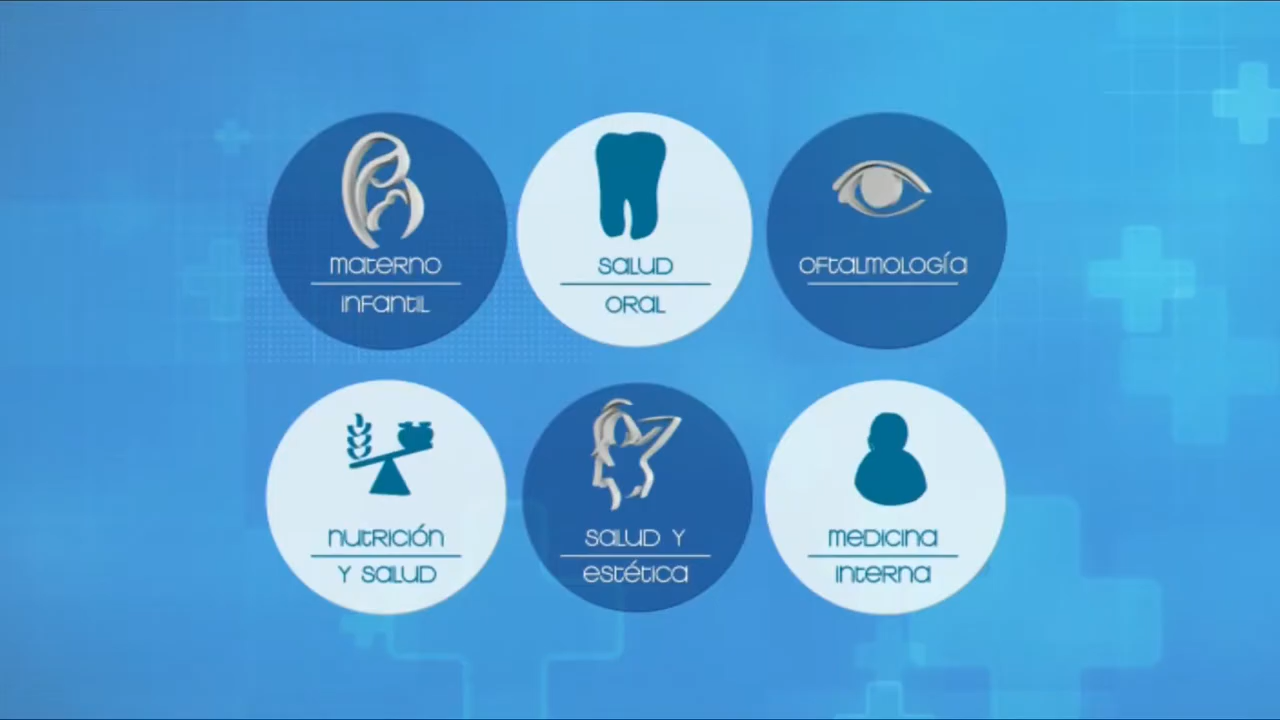 materno
infantil
salud
oral
oftalmología
nutrición
y salud
salud y
estética
medicina
interna